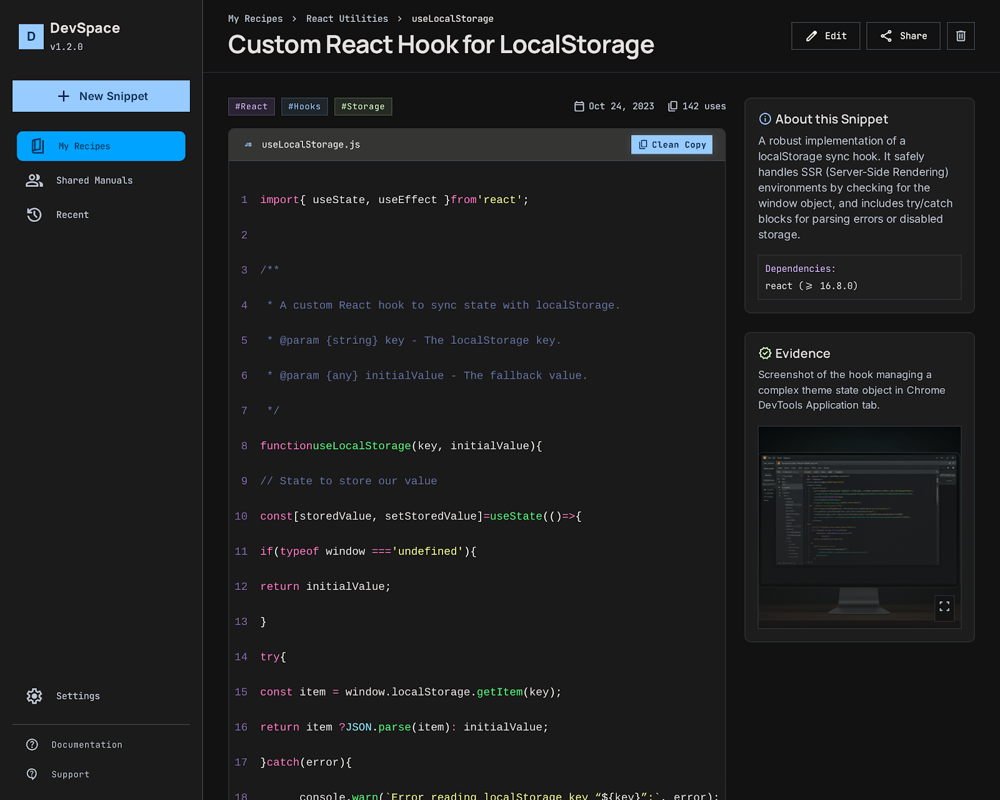 D
DevSpace
v1.2.0
New Snippet
My Recipes
Shared Manuals
Recent
Settings
Documentation
Support
My Recipes > React Utilities > useLocalStorage
Custom React Hook for LocalStorage
Edit
Share
#React #Hooks #Storage
Oct 24, 2023 142 uses
JS useLocalStorage.js
Clean Copy
1 import{ useState, useEffect }from'react';
2
3 /**
4 * A custom React hook to sync state with localStorage.
5 * @param {string} key - The localStorage key.
6 * @param {any} initialValue - The fallback value.
7 */
8 functionuseLocalStorage(key, initialValue){
9 // State to store our value
10 const[storedValue, setStoredValue]=useState(()=>{
11 if(typeof window ==='undefined'){
12 return initialValue;
13 }
14 try{
15 const item = window.localStorage.getItem(key);
16 return item ?JSON.parse(item): initialValue;
17 }catch(error){
18 console.warn(`Error reading localStorage key “${key}”:`, error);
About this Snippet
A robust implementation of a
localStorage sync hook. It safely
handles SSR (Server-Side Rendering)
environments by checking for the
window object, and includes try/catch
blocks for parsing errors or disabled
storage.
Dependencies:
react (⩾ 16.8.0)
Evidence
Screenshot of the hook managing a
complex theme state object in Chrome
DevTools Application tab.